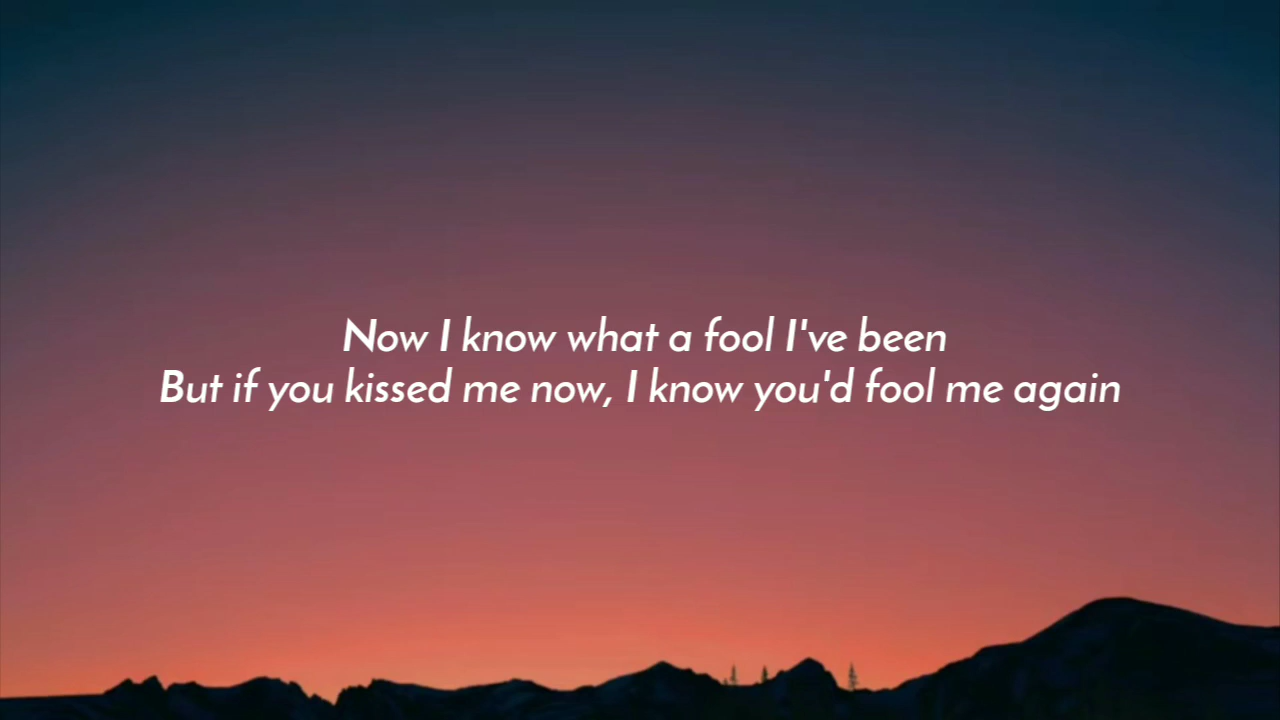 Now I know what a fool I've been
But if you kissed me now, I know you'd fool me again